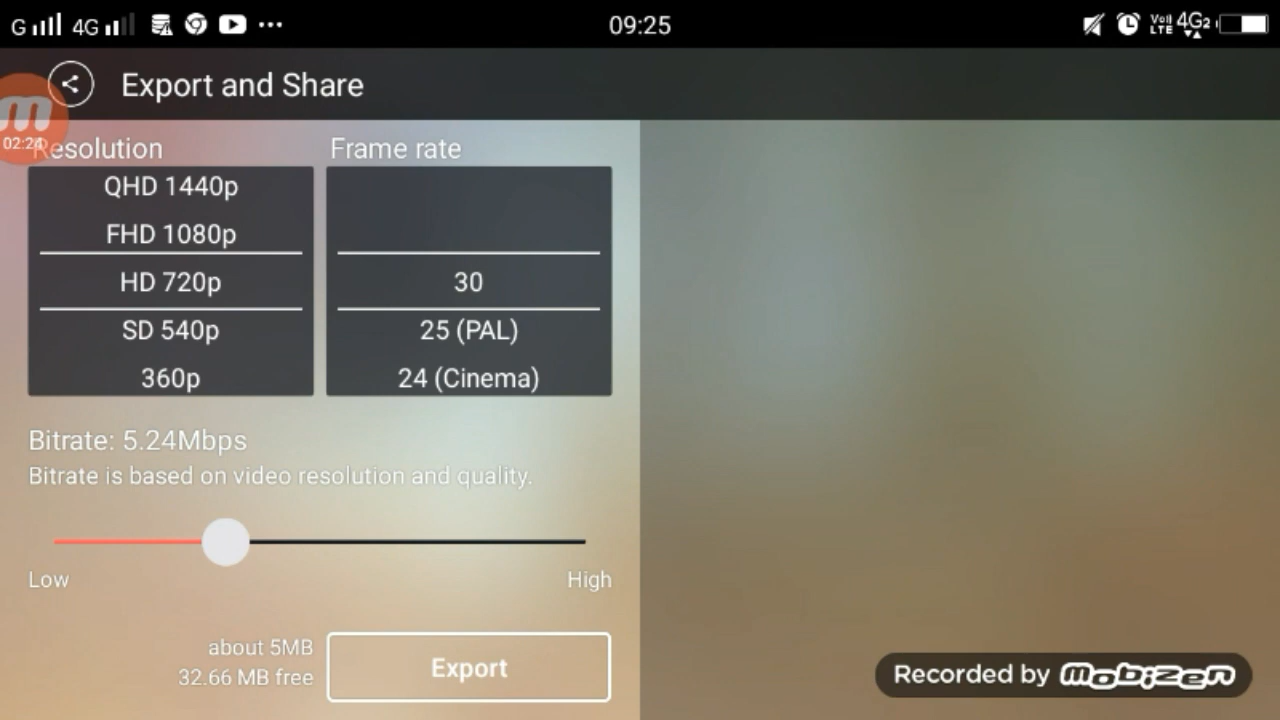 G 4G 09:25 VoII LTE 4G2
Export and Share
m
02:24
Resolution Frame rate
QHD 1440p
FHD 1080p
HD 720p 30
SD 540p 25 (PAL)
360p 24 (Cinema)
Bitrate: 5.24Mbps
Bitrate is based on video resolution and quality.
Low High
about 5MB
32.66 MB free
Export
Recorded by mobizen